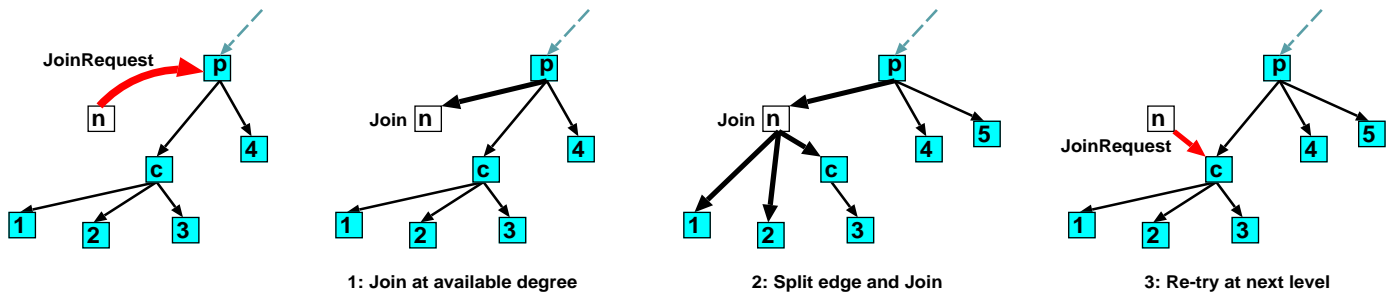 JoinRequest
p
n
4
c
1
2
3
p
Join
n
4
c
1
2
3
1: Join at available degree
p
Join
n
4
5
c
1
2
3
2: Split edge and Join
p
n
JoinRequest
4
5
c
1
2
3
3: Re-try at next level